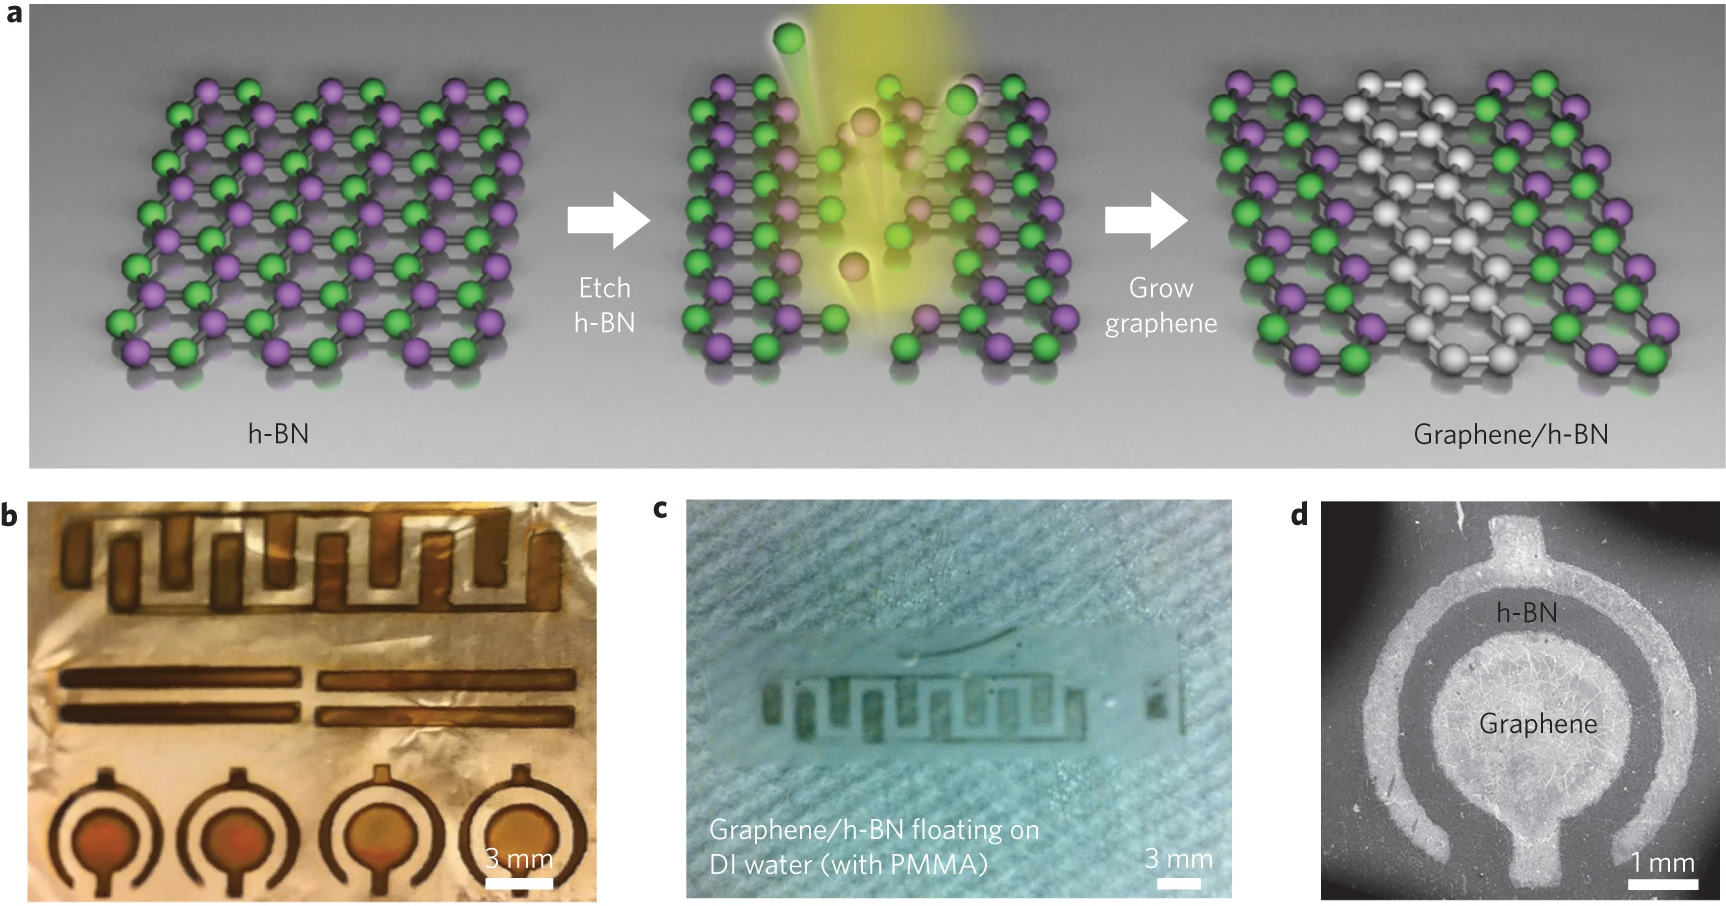 a
Etch
h-BN
Grow
graphene
h-BN
Graphene/h-BN
b
3 mm
c
Graphene/h-BN floating on
DI water (with PMMA)
3 mm
d
h-BN
Graphene
1 mm